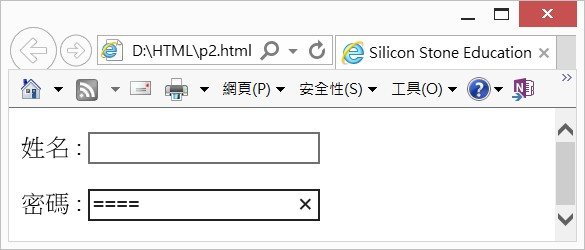 D:\HTML\p2.html
Silicon Stone Education
網頁(P) 安全性(S) 工具(O)
姓名 :
密碼 : ====